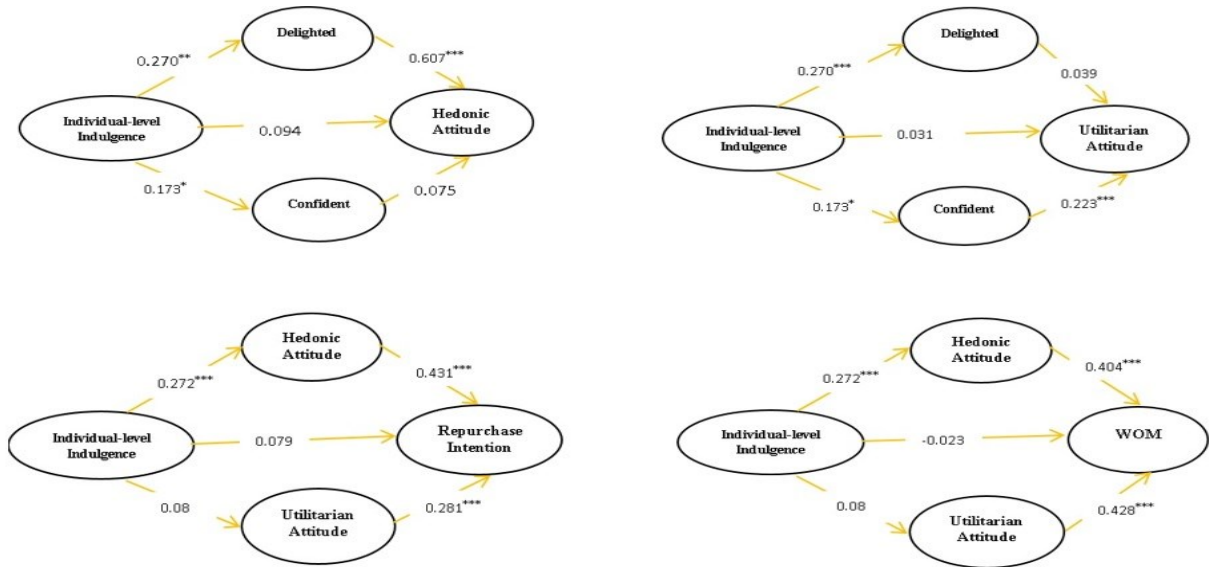 Delighted
0.270**
0.607***
Individual-level
Indulgence
0.094
Hedonic
Attitude
0.173*
0.075
Confident
Delighted
0.270***
0.039
Individual-level
Indulgence
0.031
Utilitarian
Attitude
0.173*
0.223***
Confident
Hedonic
Attitude
0.272***
0.431***
Individual-level
Indulgence
0.079
Repurchase
Intention
0.08
0.281***
Utilitarian
Attitude
Hedonic
Attitude
0.272***
0.404***
Individual-level
Indulgence
-0.023
WOM
0.08
0.428***
Utilitarian
Attitude